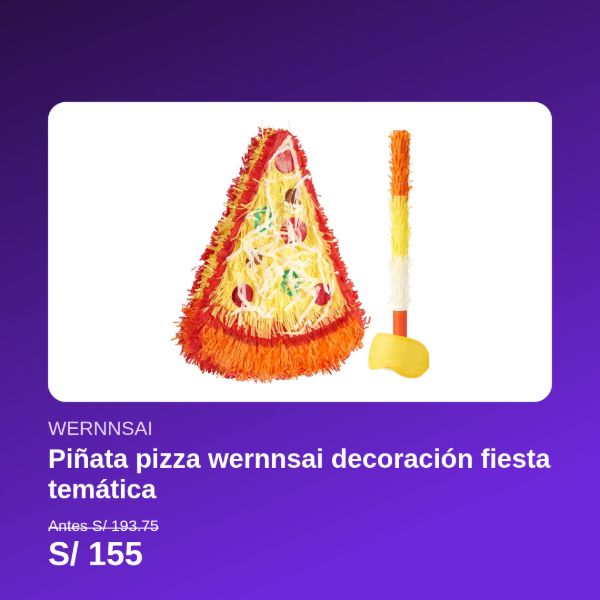 WERNNSAI
Piñata pizza wernnsai decoración fiesta
temática
Antes S/ 193.75
S/ 155